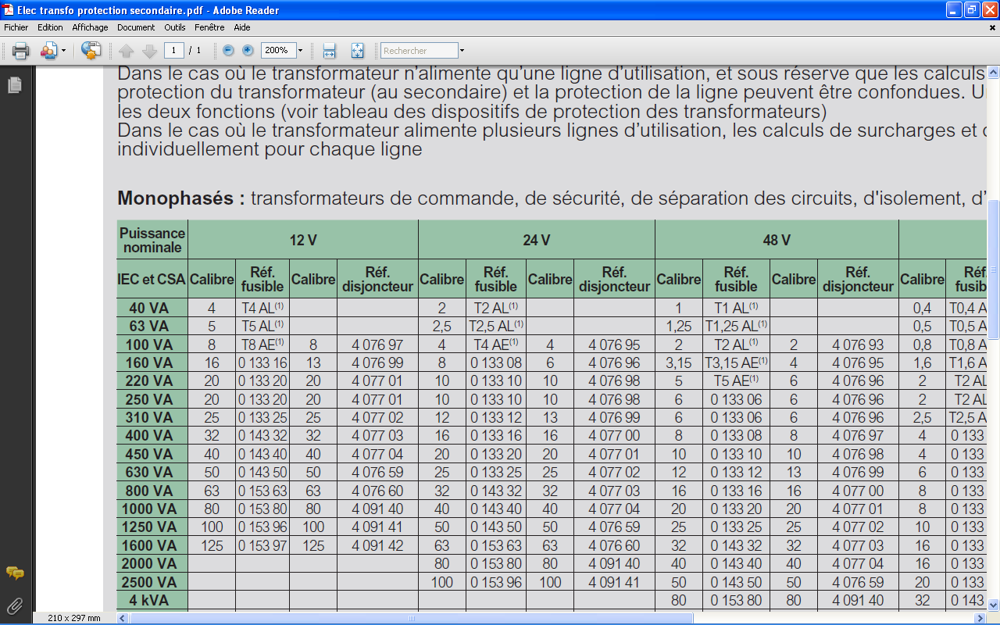 Elec transfo protection secondaire.pdf - Adobe Reader
Fichier Edition Affichage Document Outils Fenêtre Aide
1 / 1 200% Rechercher
Dans le cas où le transformateur n’alimente qu’une ligne d’utilisation, et sous réserve que les calculs
protection du transformateur (au secondaire) et la protection de la ligne peuvent être confondues. U
les deux fonctions (voir tableau des dispositifs de protection des transformateurs)
Dans le cas où le transformateur alimente plusieurs lignes d’utilisation, les calculs de surcharges et
individuellement pour chaque ligne
Monophasés : transformateurs de commande, de sécurité, de séparation des circuits, d'isolement, d’
Puissance nominale 12 V 24 V 48 V
IEC et CSA Calibre Réf. fusible Calibre Réf. disjoncteur Calibre Réf. fusible Calibre Réf. disjoncteur Calibre Réf. fusible Calibre Réf. disjoncteur Calibre Réf. fusib
40 VA 4 T4 AL(1) 2 T2 AL(1) 1 T1 AL(1) 0,4 T0,4 A
63 VA 5 T5 AL(1) 2,5 T2,5 AL(1) 1,25 T1,25 AL(1) 0,5 T0,5 A
100 VA 8 T8 AE(1) 8 4 076 97 4 T4 AE(1) 4 4 076 95 2 T2 AL(1) 2 4 076 93 0,8 T0,8 A
160 VA 16 0 133 16 13 4 076 99 8 0 133 08 6 4 076 96 3,15 T3,15 AE(1) 4 4 076 95 1,6 T1,6 A
220 VA 20 0 133 20 20 4 077 01 10 0 133 10 10 4 076 98 5 T5 AE(1) 6 4 076 96 2 T2 AL
250 VA 20 0 133 20 20 4 077 01 10 0 133 10 10 4 076 98 6 0 133 06 6 4 076 96 2 T2 AL
310 VA 25 0 133 25 25 4 077 02 12 0 133 12 13 4 076 99 6 0 133 06 6 4 076 96 2,5 T2,5 A
400 VA 32 0 143 32 32 4 077 03 16 0 133 16 16 4 077 00 8 0 133 08 8 4 076 97 4 0 133
450 VA 40 0 143 40 40 4 077 04 20 0 133 20 20 4 077 01 10 0 133 10 10 4 076 98 4 0 133
630 VA 50 0 143 50 50 4 076 59 25 0 133 25 25 4 077 02 12 0 133 12 13 4 076 99 6 0 133
800 VA 63 0 153 63 63 4 076 60 32 0 143 32 32 4 077 03 16 0 133 16 16 4 077 00 8 0 133
1000 VA 80 0 153 80 80 4 091 40 40 0 143 40 40 4 077 04 20 0 133 20 20 4 077 01 8 0 133
1250 VA 100 0 153 96 100 4 091 41 50 0 143 50 50 4 076 59 25 0 133 25 25 4 077 02 10 0 133
1600 VA 125 0 153 97 125 4 091 42 63 0 153 63 63 4 076 60 32 0 143 32 32 4 077 03 16 0 133
2000 VA 80 0 153 80 80 4 091 40 40 0 143 40 40 4 077 04 16 0 133
2500 VA 100 0 153 96 100 4 091 41 50 0 143 50 50 4 076 59 20 0 133
4 kVA 80 0 153 80 80 4 091 40 32 0 143
210 x 297 mm